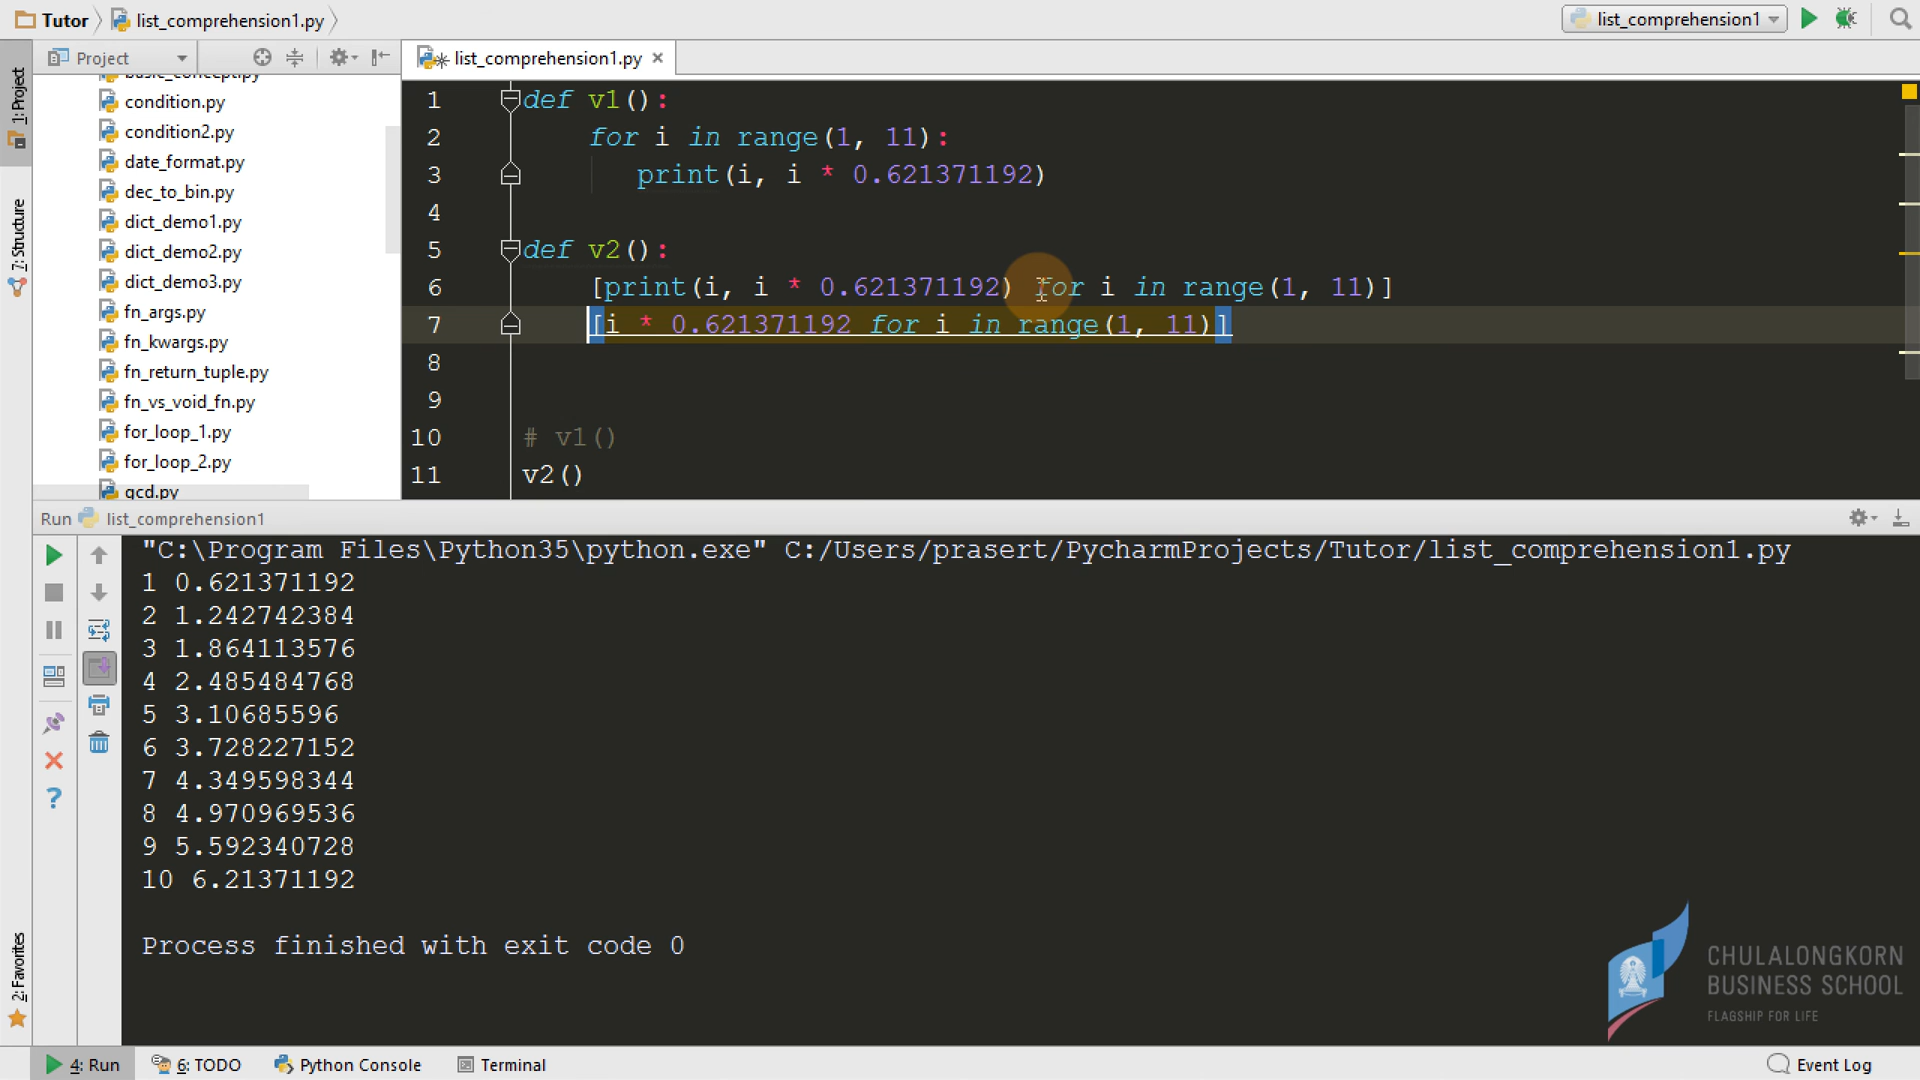 Tutor list_comprehension1.py list_comprehension1
Project list_comprehension1.py
1: Project
7: Structure
2: Favorites
basic_concept.py
condition.py
condition2.py
date_format.py
dec_to_bin.py
dict_demo1.py
dict_demo2.py
dict_demo3.py
fn_args.py
fn_kwargs.py
fn_return_tuple.py
fn_vs_void_fn.py
for_loop_1.py
for_loop_2.py
gcd.py
1 def v1():
2 for i in range(1, 11):
3 print(i, i * 0.621371192)
4
5 def v2():
6 [print(i, i * 0.621371192) for i in range(1, 11)]
7 [i * 0.621371192 for i in range(1, 11)]
8
9
10 # v1()
11 v2()
Run list_comprehension1
"C:\Program Files\Python35\python.exe" C:/Users/prasert/PycharmProjects/Tutor/list_comprehension1.py
1 0.621371192
2 1.242742384
3 1.864113576
4 2.485484768
5 3.10685596
6 3.728227152
7 4.349598344
8 4.970969536
9 5.592340728
10 6.21371192
Process finished with exit code 0
CHULALONGKORN
BUSINESS SCHOOL
FLAGSHIP FOR LIFE
4: Run 6: TODO Python Console Terminal Event Log